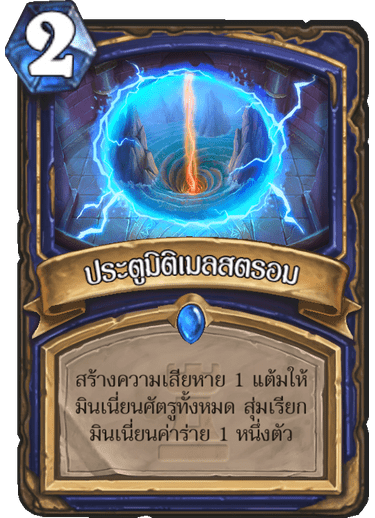 2
ประตูมิติเมลสตรอม
สร้างความเสียหาย 1 แต้มให้
มินเนี่ยนศัตรูทั้งหมด สุ่มเรียก
มินเนี่ยนค่าร่าย 1 หนึ่งตัว